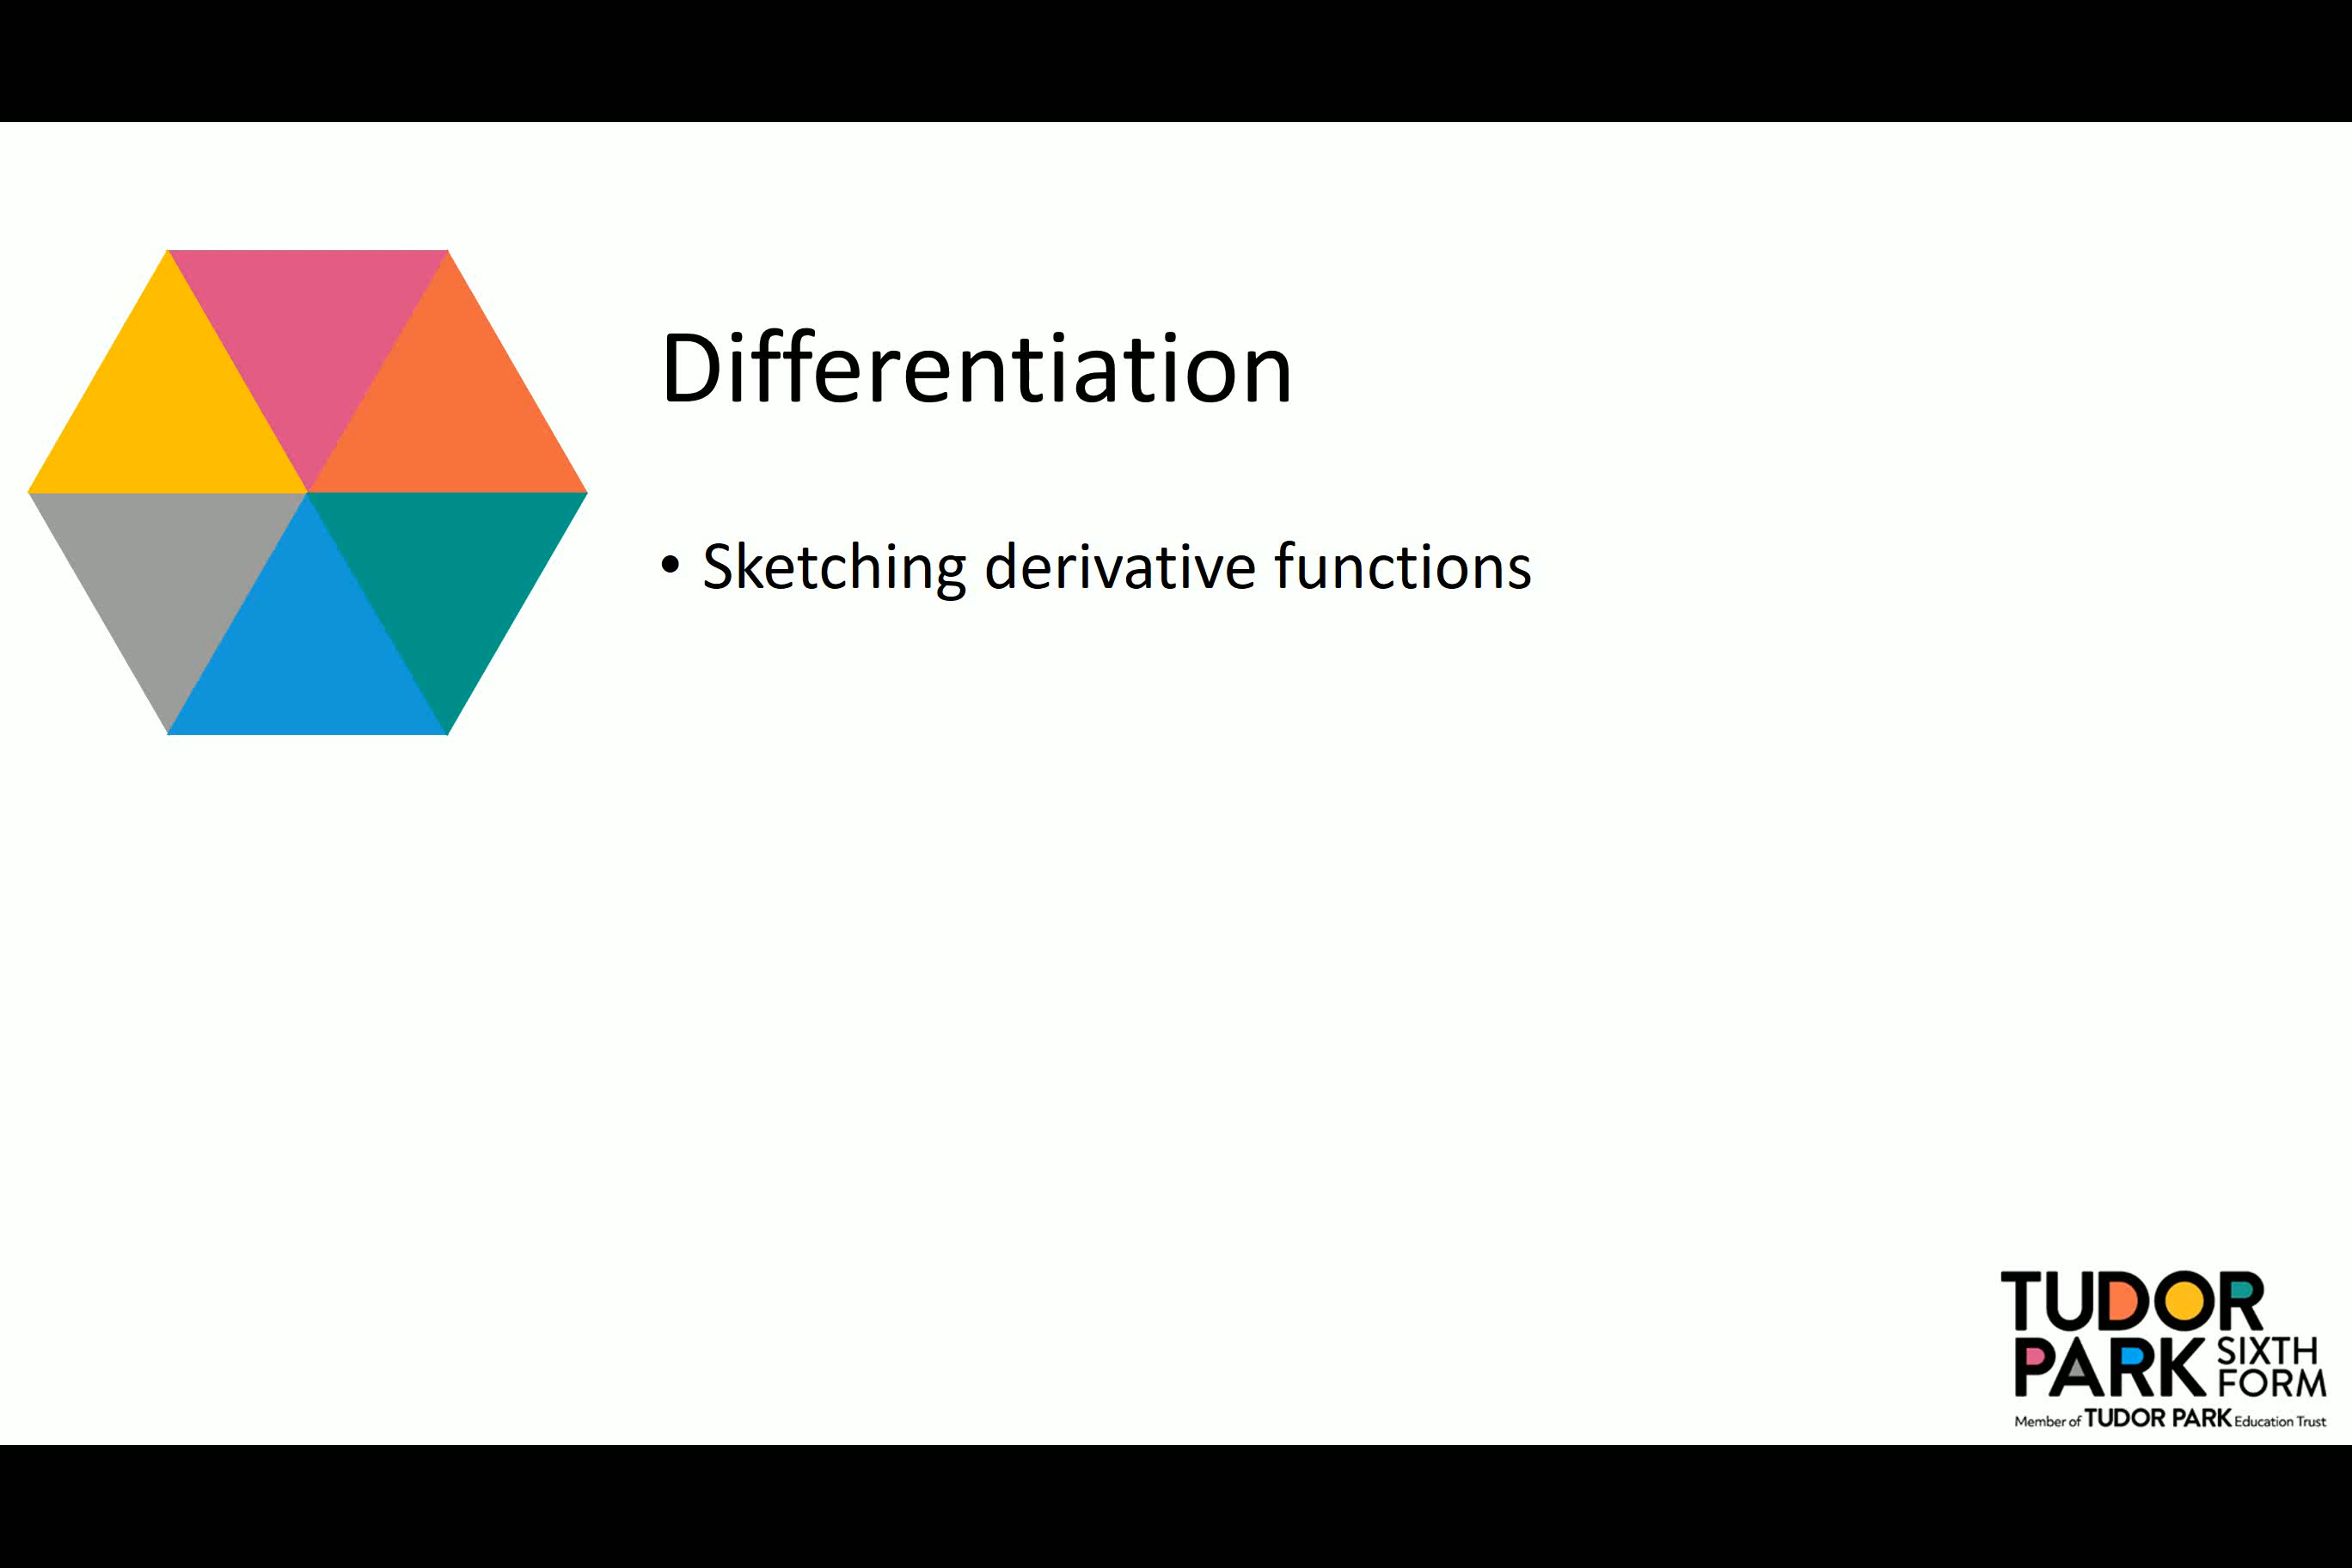 Differentiation
• Sketching derivative functions
TUDOR
PARK SIXTH
FORM
Member of TUDOR PARK Education Trust